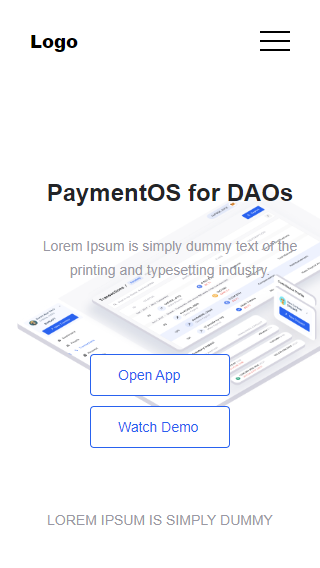 Logo
PaymentOS for DAOs
Lorem Ipsum is simply dummy text of the
printing and typesetting industry.
Open App
Watch Demo
LOREM IPSUM IS SIMPLY DUMMY